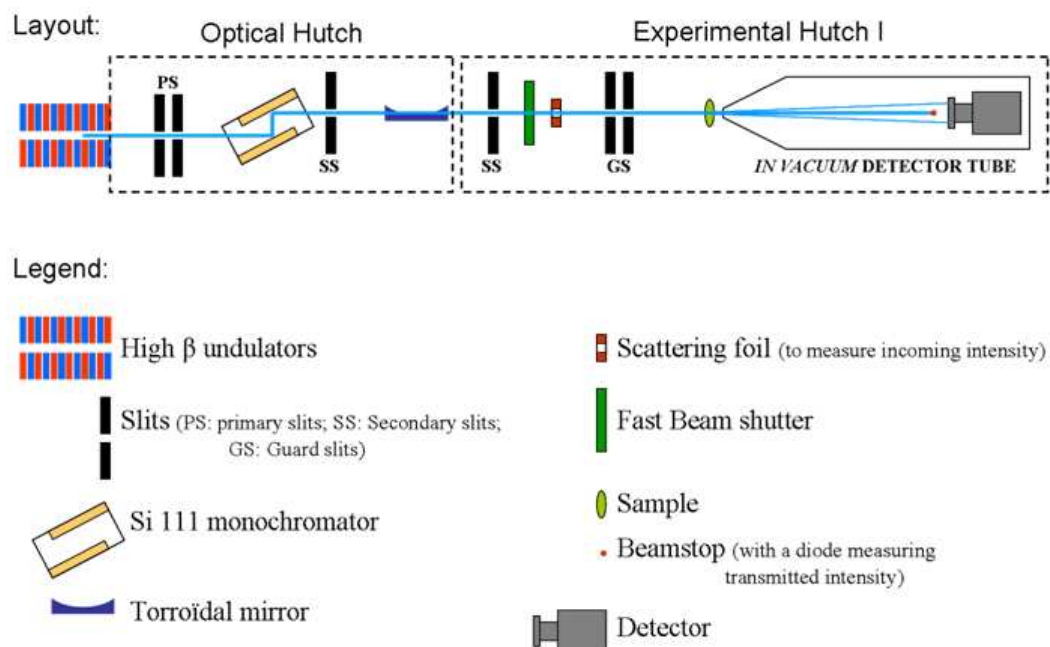 Layout:
Optical Hutch
Experimental Hutch I
PS
SS
SS
GS
IN VACUUM DETECTOR TUBE
Legend:
High β undulators
Slits (PS: primary slits; SS: Secondary slits;
GS: Guard slits)
Si 111 monochromator
Torroïdal mirror
Scattering foil (to measure incoming intensity)
Fast Beam shutter
Sample
Beamstop (with a diode measuring
transmitted intensity)
Detector